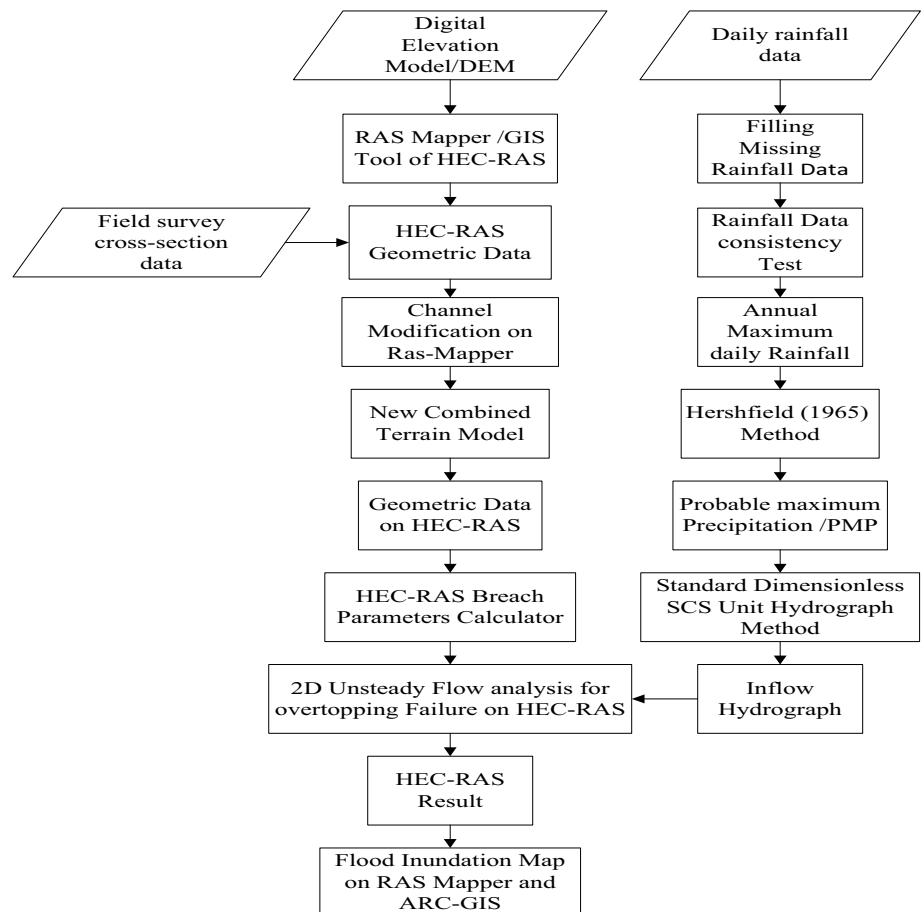 Digital
Elevation
Model/DEM
RAS Mapper /GIS
Tool of HEC-RAS
Field survey
cross-section
data
HEC-RAS
Geometric Data
Channel
Modification on
Ras-Mapper
New Combined
Terrain Model
Geometric Data
on HEC-RAS
HEC-RAS Breach
Parameters Calculator
2D Unsteady Flow analysis for
overtopping Failure on HEC-RAS
HEC-RAS
Result
Flood Inundation Map
on RAS Mapper and
ARC-GIS
Daily rainfall
data
Filling
Missing
Rainfall Data
Rainfall Data
consistency
Test
Annual
Maximum
daily Rainfall
Hershfield (1965)
Method
Probable maximum
Precipitation /PMP
Standard Dimensionless
SCS Unit Hydrograph
Method
Inflow
Hydrograph